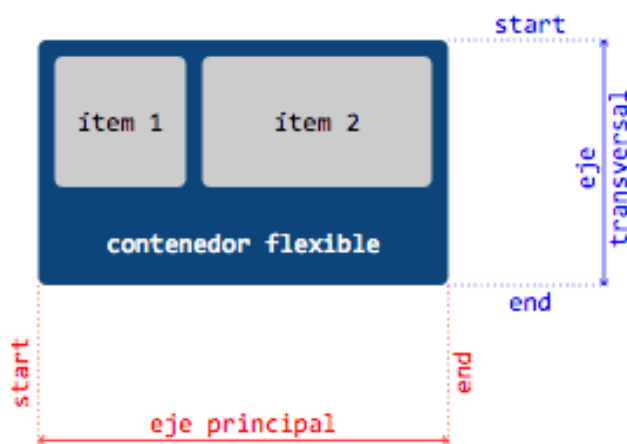 start
ítem 1
ítem 2
eje
transversal
contenedor flexible
end
start
end
eje principal